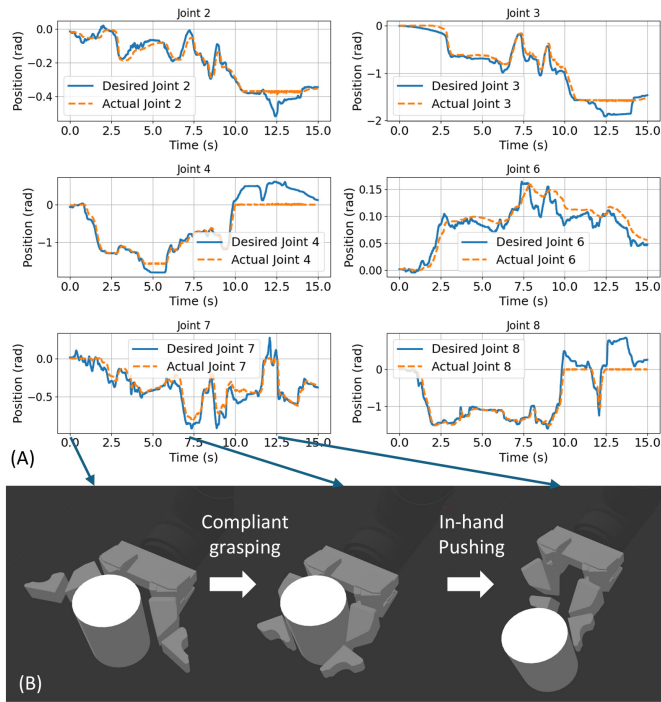 Joint 2
Position (rad)
0.0
−0.2
−0.4
Desired Joint 2
Actual Joint 2
0.0 2.5 5.0 7.5 10.0 12.5 15.0
Time (s)
Joint 3
Position (rad)
0
−1
−2
Desired Joint 3
Actual Joint 3
0.0 2.5 5.0 7.5 10.0 12.5 15.0
Time (s)
Joint 4
Position (rad)
0
−1
Desired Joint 4
Actual Joint 4
0.0 2.5 5.0 7.5 10.0 12.5 15.0
Time (s)
Joint 6
Position (rad)
0.15
0.10
0.05
0.00
Desired Joint 6
Actual Joint 6
0.0 2.5 5.0 7.5 10.0 12.5 15.0
Time (s)
Joint 7
Position (rad)
0.0
−0.5
Desired Joint 7
Actual Joint 7
0.0 2.5 5.0 7.5 10.0 12.5 15.0
Time (s)
Joint 8
Position (rad)
0
−1
Desired Joint 8
Actual Joint 8
0.0 2.5 5.0 7.5 10.0 12.5 15.0
Time (s)
(A)
Compliant
grasping
In-hand
Pushing
(B)